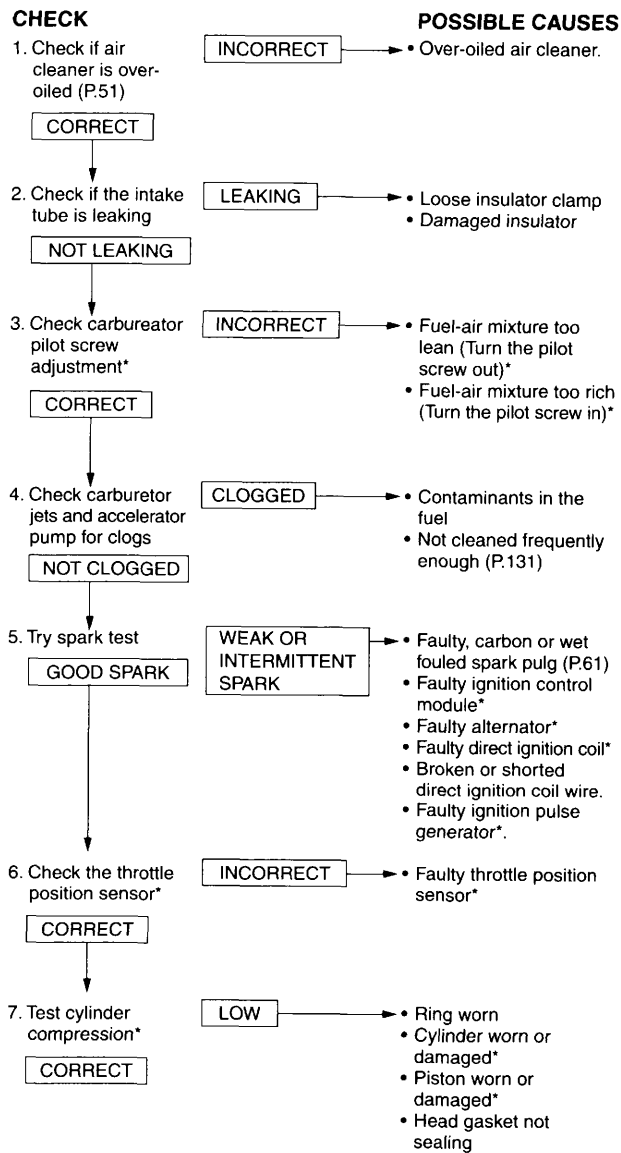 CHECK
POSSIBLE CAUSES
1. Check if air
cleaner is over-
oiled (P.51)
INCORRECT
• Over-oiled air cleaner.
CORRECT
2. Check if the intake
tube is leaking
LEAKING
• Loose insulator clamp
• Damaged insulator
NOT LEAKING
3. Check carbureator
pilot screw
adjustment*
INCORRECT
• Fuel-air mixture too
lean (Turn the pilot
screw out)*
• Fuel-air mixture too rich
(Turn the pilot screw in)*
CORRECT
4. Check carburetor
jets and accelerator
pump for clogs
CLOGGED
• Contaminants in the
fuel
• Not cleaned frequently
enough (P.131)
NOT CLOGGED
5. Try spark test
WEAK OR
INTERMITTENT
SPARK
• Faulty, carbon or wet
fouled spark pulg (P.61)
• Faulty ignition control
module*
• Faulty alternator*
• Faulty direct ignition coil*
• Broken or shorted
direct ignition coil wire.
• Faulty ignition pulse
generator*.
GOOD SPARK
6. Check the throttle
position sensor*
INCORRECT
• Faulty throttle position
sensor*
CORRECT
7. Test cylinder
compression*
LOW
• Ring worn
• Cylinder worn or
damaged*
• Piston worn or
damaged*
• Head gasket not
sealing
CORRECT